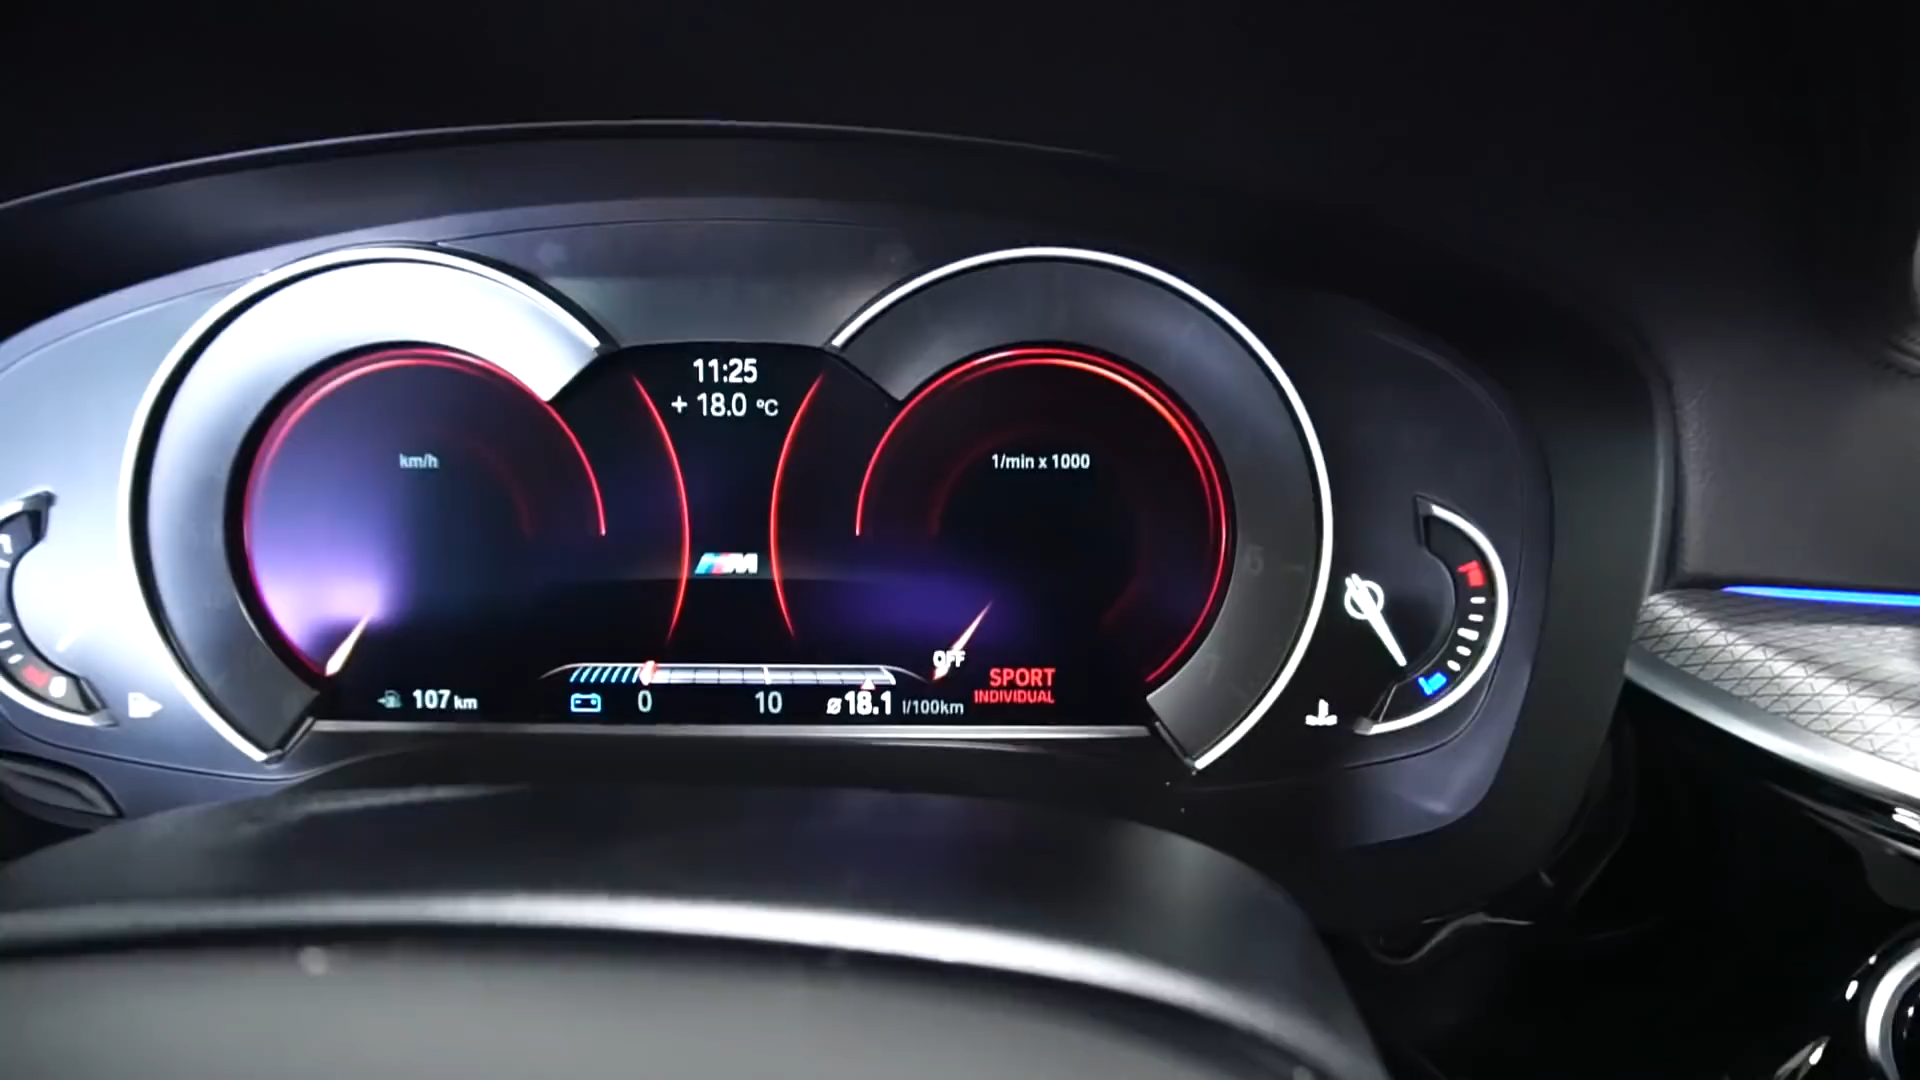 11:25
+ 18.0 °C
km/h
1/min x 1000
M
OFF
SPORT
INDIVIDUAL
107 km
0
10
ø18.1 l/100km